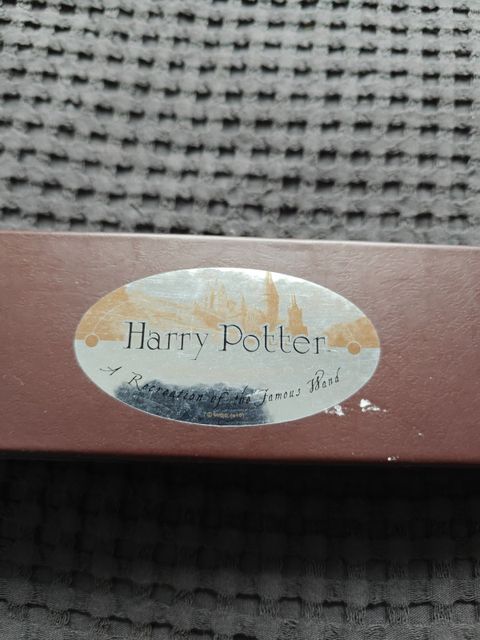 Harry Potter
A Recreation of the Famous Wand